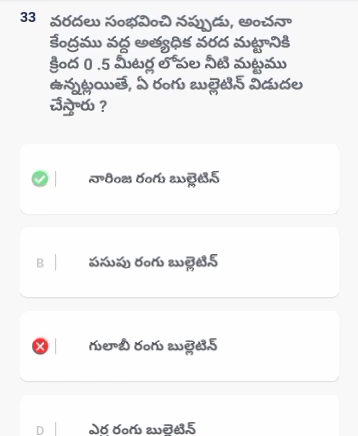 33 వరదలు సంభవించి నప్పుడు, అంచనా
కేంద్రము వద్ద అత్యధిక వరద మట్టానికి
క్రింద 0 .5 మీటర్ల లోపల నీటి మట్టము
ఉన్నట్లయితే, ఏ రంగు బుల్లెటిన్ విడుదల
చేస్తారు ?
నారింజ రంగు బుల్లెటిన్
B పసుపు రంగు బుల్లెటిన్
గులాబీ రంగు బుల్లెటిన్
D ఎర్ర రంగు బుల్లెటిన్